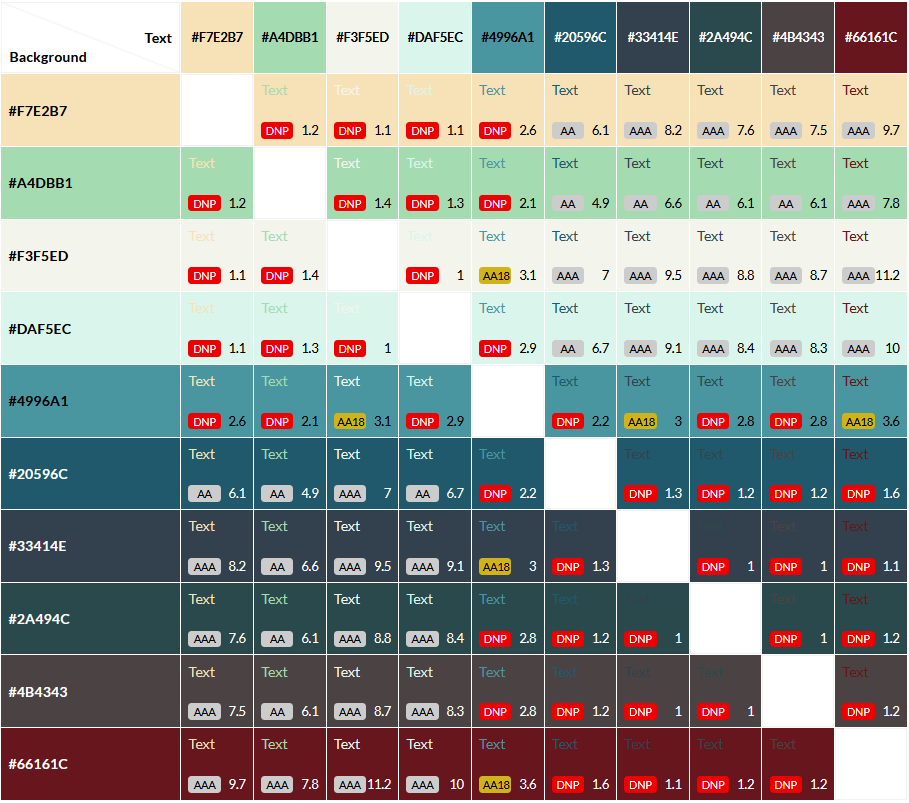 Text #F7E2B7 #A4DBB1 #F3F5ED #DAF5EC #4996A1 #20596C #33414E #2A494C #4B4343 #66161C
Background
Text Text Text Text Text Text Text Text Text
#F7E2B7
DNP 1.2 DNP 1.1 DNP 1.1 DNP 2.6 AA 6.1 AAA 8.2 AAA 7.6 AAA 7.5 AAA 9.7
Text Text Text Text Text Text Text Text Text
#A4DBB1
DNP 1.2 DNP 1.4 DNP 1.3 DNP 2.1 AA 4.9 AA 6.6 AA 6.1 AA 6.1 AAA 7.8
Text Text Text Text Text Text Text Text Text
#F3F5ED
DNP 1.1 DNP 1.4 DNP 1 AA18 3.1 AAA 7 AAA 9.5 AAA 8.8 AAA 8.7 AAA 11.2
Text Text Text Text Text Text Text Text Text
#DAF5EC
DNP 1.1 DNP 1.3 DNP 1 DNP 2.9 AA 6.7 AAA 9.1 AAA 8.4 AAA 8.3 AAA 10
Text Text Text Text Text Text Text Text Text
#4996A1
DNP 2.6 DNP 2.1 AA18 3.1 DNP 2.9 DNP 2.2 AA18 3 DNP 2.8 DNP 2.8 AA18 3.6
Text Text Text Text Text Text Text Text Text
#20596C
AA 6.1 AA 4.9 AAA 7 AA 6.7 DNP 2.2 DNP 1.3 DNP 1.2 DNP 1.2 DNP 1.6
Text Text Text Text Text Text Text Text
#33414E
AAA 8.2 AA 6.6 AAA 9.5 AAA 9.1 AA18 3 DNP 1.3 DNP 1 DNP 1 DNP 1.1
Text Text Text Text Text Text Text Text
#2A494C
AAA 7.6 AA 6.1 AAA 8.8 AAA 8.4 DNP 2.8 DNP 1.2 DNP 1 DNP 1 DNP 1.2
Text Text Text Text Text Text Text Text Text
#4B4343
AAA 7.5 AA 6.1 AAA 8.7 AAA 8.3 DNP 2.8 DNP 1.2 DNP 1 DNP 1 DNP 1.2
Text Text Text Text Text Text Text Text Text
#66161C
AAA 9.7 AAA 7.8 AAA 11.2 AAA 10 AA18 3.6 DNP 1.6 DNP 1.1 DNP 1.2 DNP 1.2